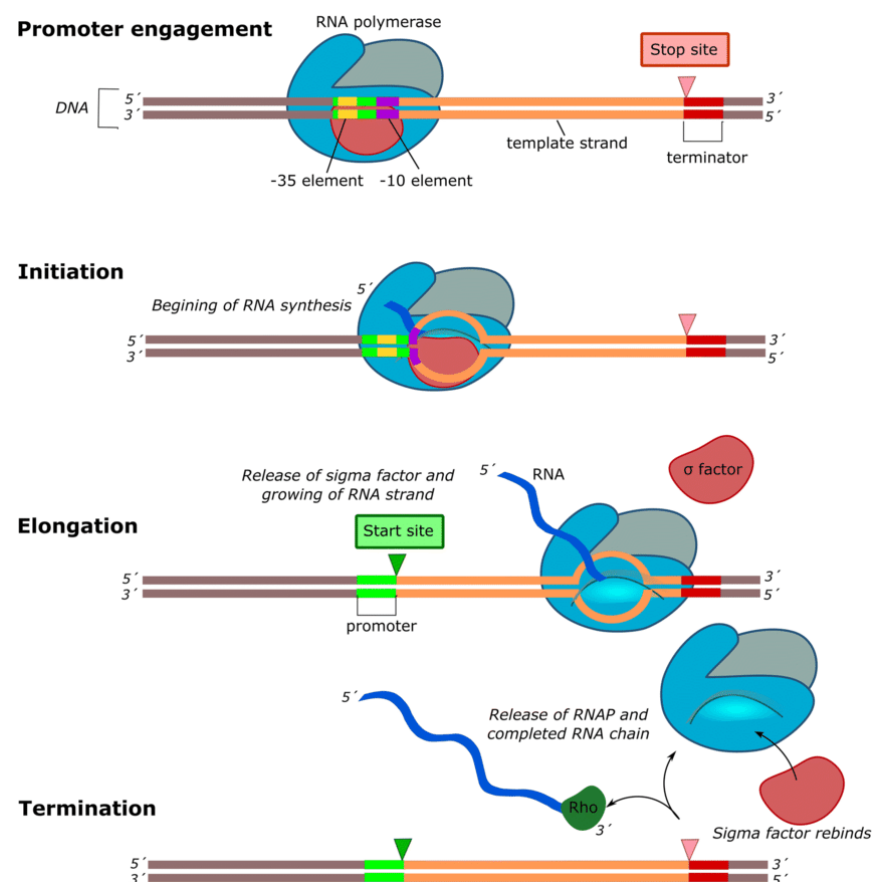 Promoter engagement
RNA polymerase
Stop site
DNA
5´
3´
3´
5´
template strand
terminator
-35 element
-10 element
Initiation
5´
Begining of RNA synthesis
5´
3´
3´
5´
Release of sigma factor and
growing of RNA strand
5´
RNA
σ factor
Elongation
Start site
5´
3´
3´
5´
promoter
5´
Release of RNAP and
completed RNA chain
Termination
Rho
3´
Sigma factor rebinds
5´
3´
3´
5´